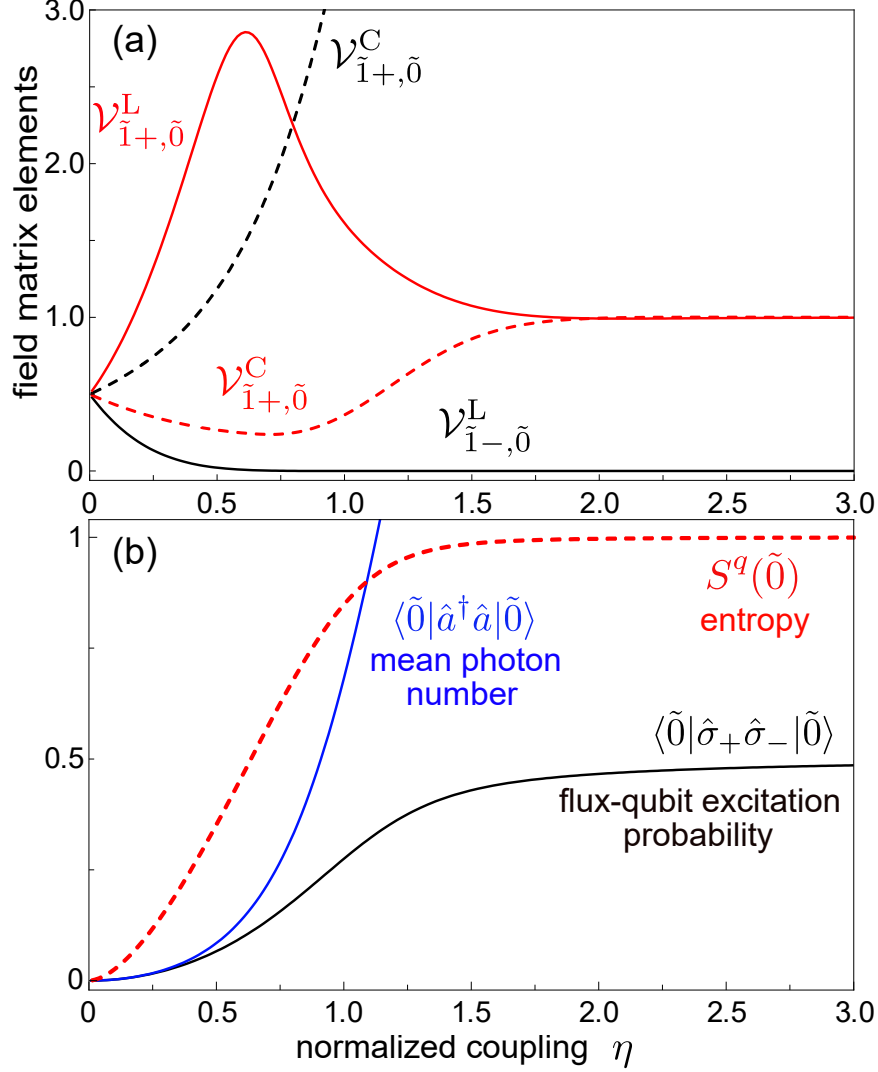 (a)
3.0
2.0
1.0
0
field matrix elements
𝒱^C_{1̃+,0̃}
𝒱^L_{1̃+,0̃}
𝒱^C_{1̃+,0̃}
𝒱^L_{1̃−,0̃}
0 0.5 1.0 1.5 2.0 2.5 3.0
(b)
1
0.5
0
S^q(0̃)
entropy
⟨0̃|â†â|0̃⟩
mean photon
number
⟨0̃|σ̂₊σ̂₋|0̃⟩
flux-qubit excitation
probability
0 0.5 1.0 1.5 2.0 2.5 3.0
normalized coupling η